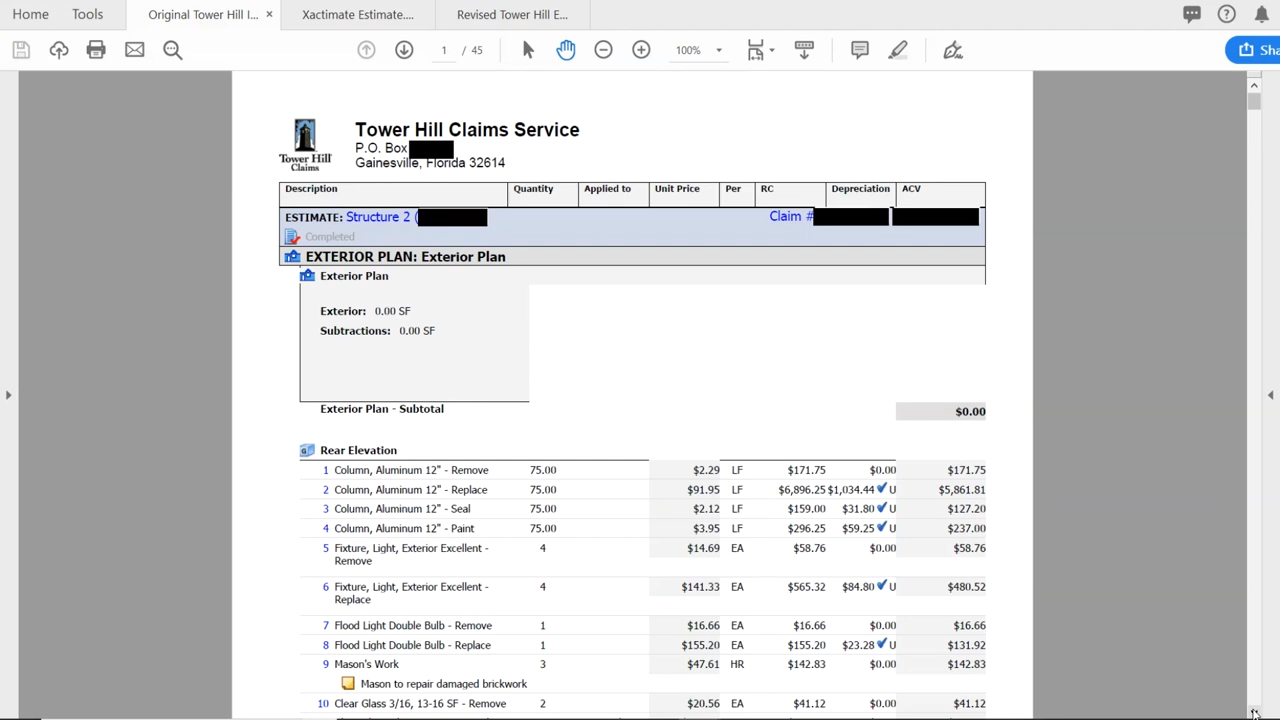 Home Tools Original Tower Hill I... × Xactimate Estimate.... Revised Tower Hill E...
1 / 45 100% Sha
Tower Hill Claims Service
P.O. Box
Gainesville, Florida 32614
Tower Hill
Claims
Description Quantity Applied to Unit Price Per RC Depreciation ACV
ESTIMATE: Structure 2 ( Claim #
Completed
EXTERIOR PLAN: Exterior Plan
Exterior Plan
Exterior: 0.00 SF
Subtractions: 0.00 SF
Exterior Plan - Subtotal $0.00
G Rear Elevation
1 Column, Aluminum 12" - Remove 75.00 $2.29 LF $171.75 $0.00 $171.75
2 Column, Aluminum 12" - Replace 75.00 $91.95 LF $6,896.25 $1,034.44 U $5,861.81
3 Column, Aluminum 12" - Seal 75.00 $2.12 LF $159.00 $31.80 U $127.20
4 Column, Aluminum 12" - Paint 75.00 $3.95 LF $296.25 $59.25 U $237.00
5 Fixture, Light, Exterior Excellent - 4 $14.69 EA $58.76 $0.00 $58.76
Remove
6 Fixture, Light, Exterior Excellent - 4 $141.33 EA $565.32 $84.80 U $480.52
Replace
7 Flood Light Double Bulb - Remove 1 $16.66 EA $16.66 $0.00 $16.66
8 Flood Light Double Bulb - Replace 1 $155.20 EA $155.20 $23.28 U $131.92
9 Mason's Work 3 $47.61 HR $142.83 $0.00 $142.83
Mason to repair damaged brickwork
10 Clear Glass 3/16, 13-16 SF - Remove 2 $20.56 EA $41.12 $0.00 $41.12